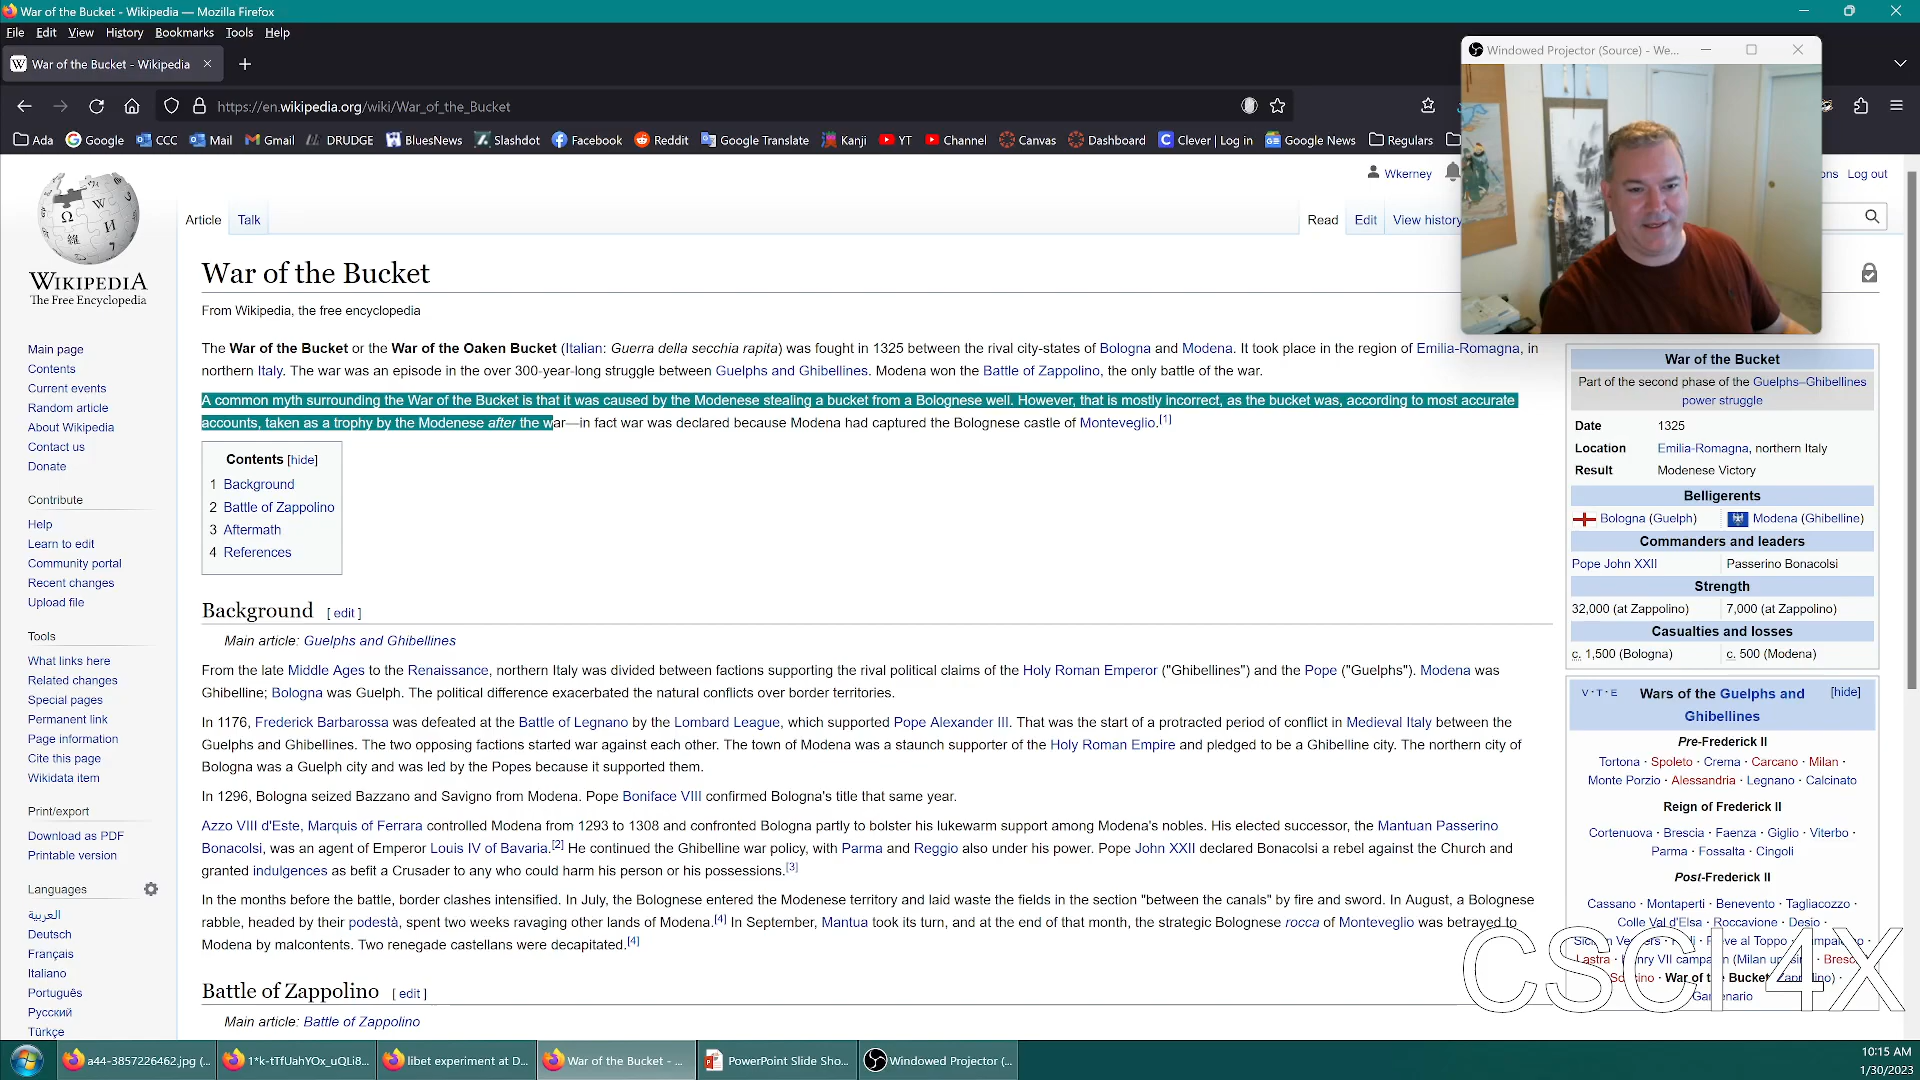 War of the Bucket - Wikipedia — Mozilla Firefox
File Edit View History Bookmarks Tools Help
War of the Bucket - Wikipedia
Windowed Projector (Source) - We...
https://en.wikipedia.org/wiki/War_of_the_Bucket
Ada Google CCC Mail Gmail DRUDGE BluesNews Slashdot Facebook Reddit Google Translate Kanji YT Channel Canvas Dashboard Clever | Log in Google News Regulars
Wkerney Log out
Article Talk Read Edit View history
WIKIPEDIA
The Free Encyclopedia
Main page
Contents
Current events
Random article
About Wikipedia
Contact us
Donate
Contribute
Help
Learn to edit
Community portal
Recent changes
Upload file
Tools
What links here
Related changes
Special pages
Permanent link
Page information
Cite this page
Wikidata item
Print/export
Download as PDF
Printable version
Languages
العربية
Deutsch
Français
Italiano
Português
Русский
Türkçe
War of the Bucket
From Wikipedia, the free encyclopedia
The War of the Bucket or the War of the Oaken Bucket (Italian: Guerra della secchia rapita) was fought in 1325 between the rival city-states of Bologna and Modena. It took place in the region of Emilia-Romagna, in
northern Italy. The war was an episode in the over 300-year-long struggle between Guelphs and Ghibellines. Modena won the Battle of Zappolino, the only battle of the war.
A common myth surrounding the War of the Bucket is that it was caused by the Modenese stealing a bucket from a Bolognese well. However, that is mostly incorrect, as the bucket was, according to most accurate
accounts, taken as a trophy by the Modenese after the war—in fact war was declared because Modena had captured the Bolognese castle of Monteveglio.[1]
Contents [hide]
1 Background
2 Battle of Zappolino
3 Aftermath
4 References
Background [ edit ]
Main article: Guelphs and Ghibellines
From the late Middle Ages to the Renaissance, northern Italy was divided between factions supporting the rival political claims of the Holy Roman Emperor ("Ghibellines") and the Pope ("Guelphs"). Modena was
Ghibelline; Bologna was Guelph. The political difference exacerbated the natural conflicts over border territories.
In 1176, Frederick Barbarossa was defeated at the Battle of Legnano by the Lombard League, which supported Pope Alexander III. That was the start of a protracted period of conflict in Medieval Italy between the
Guelphs and Ghibellines. The two opposing factions started war against each other. The town of Modena was a staunch supporter of the Holy Roman Empire and pledged to be a Ghibelline city. The northern city of
Bologna was a Guelph city and was led by the Popes because it supported them.
In 1296, Bologna seized Bazzano and Savigno from Modena. Pope Boniface VIII confirmed Bologna's title that same year.
Azzo VIII d'Este, Marquis of Ferrara controlled Modena from 1293 to 1308 and confronted Bologna partly to bolster his lukewarm support among Modena's nobles. His elected successor, the Mantuan Passerino
Bonacolsi, was an agent of Emperor Louis IV of Bavaria.[2] He continued the Ghibelline war policy, with Parma and Reggio also under his power. Pope John XXII declared Bonacolsi a rebel against the Church and
granted indulgences as befit a Crusader to any who could harm his person or his possessions.[3]
In the months before the battle, border clashes intensified. In July, the Bolognese entered the Modenese territory and laid waste the fields in the section "between the canals" by fire and sword. In August, a Bolognese
rabble, headed by their podestà, spent two weeks ravaging other lands of Modena.[4] In September, Mantua took its turn, and at the end of that month, the strategic Bolognese rocca of Monteveglio was betrayed to
Modena by malcontents. Two renegade castellans were decapitated.[4]
Battle of Zappolino [ edit ]
Main article: Battle of Zappolino
War of the Bucket
Part of the second phase of the Guelphs–Ghibellines
power struggle
Date 1325
Location Emilia-Romagna, northern Italy
Result Modenese Victory
Belligerents
Bologna (Guelph) Modena (Ghibelline)
Commanders and leaders
Pope John XXII Passerino Bonacolsi
Strength
32,000 (at Zappolino) 7,000 (at Zappolino)
Casualties and losses
c. 1,500 (Bologna) c. 500 (Modena)
V · T · E Wars of the Guelphs and [hide]
Ghibellines
Pre-Frederick II
Tortona · Spoleto · Crema · Carcano · Milan ·
Monte Porzio · Alessandria · Legnano · Calcinato
Reign of Frederick II
Cortenuova · Brescia · Faenza · Giglio · Viterbo ·
Parma · Fossalta · Cingoli
Post-Frederick II
Cassano · Montaperti · Benevento · Tagliacozzo ·
Colle Val d'Elsa · Roccavione · Desio ·
Lastra
War of the Bucket
CSCI 4X
a44-3857226462.jpg (... 1*k-tTfUahYOx_uQLi8... libet experiment at D... War of the Bucket - ... PowerPoint Slide Sho... Windowed Projector (...
10:15 AM
1/30/2023